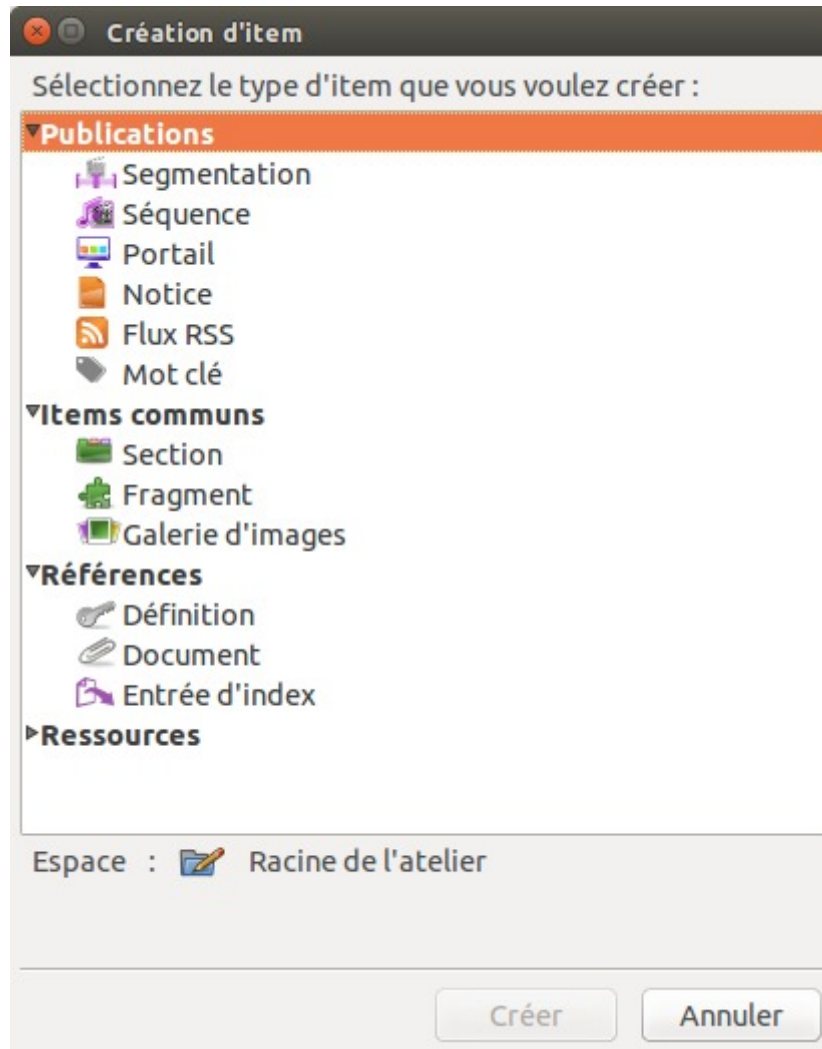 Création d'item
Sélectionnez le type d'item que vous voulez créer :
Publications
Segmentation
Séquence
Portail
Notice
Flux RSS
Mot clé
Items communs
Section
Fragment
Galerie d'images
Références
Définition
Document
Entrée d'index
Ressources
Espace : Racine de l'atelier
Créer Annuler